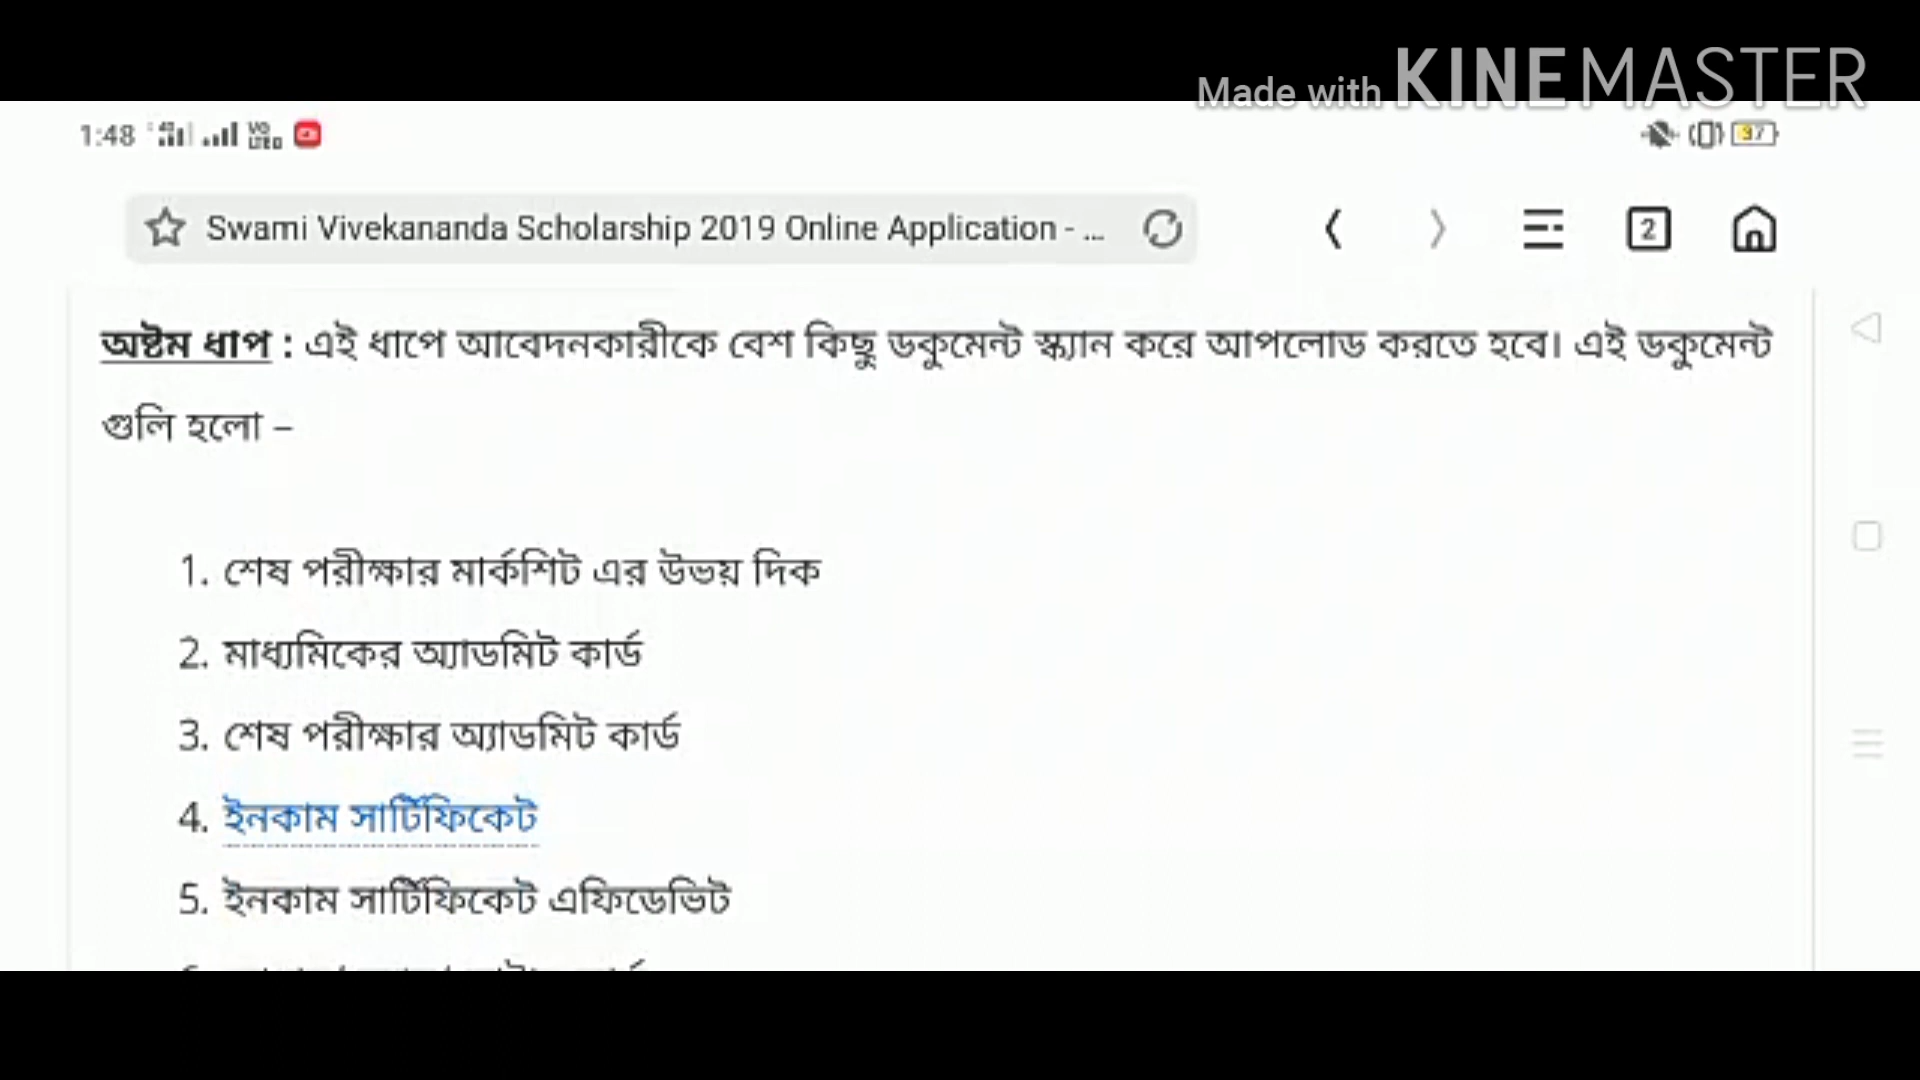 Made with KINEMASTER
1:48
37
Swami Vivekananda Scholarship 2019 Online Application - ...
2
অষ্টম ধাপ : এই ধাপে আবেদনকারীকে বেশ কিছু ডকুমেন্ট স্ক্যান করে আপলোড করতে হবে। এই ডকুমেন্ট
গুলি হলো –
1. শেষ পরীক্ষার মার্কশিট এর উভয় দিক
2. মাধ্যমিকের অ্যাডমিট কার্ড
3. শেষ পরীক্ষার অ্যাডমিট কার্ড
4. ইনকাম সার্টিফিকেট
5. ইনকাম সার্টিফিকেট এফিডেভিট